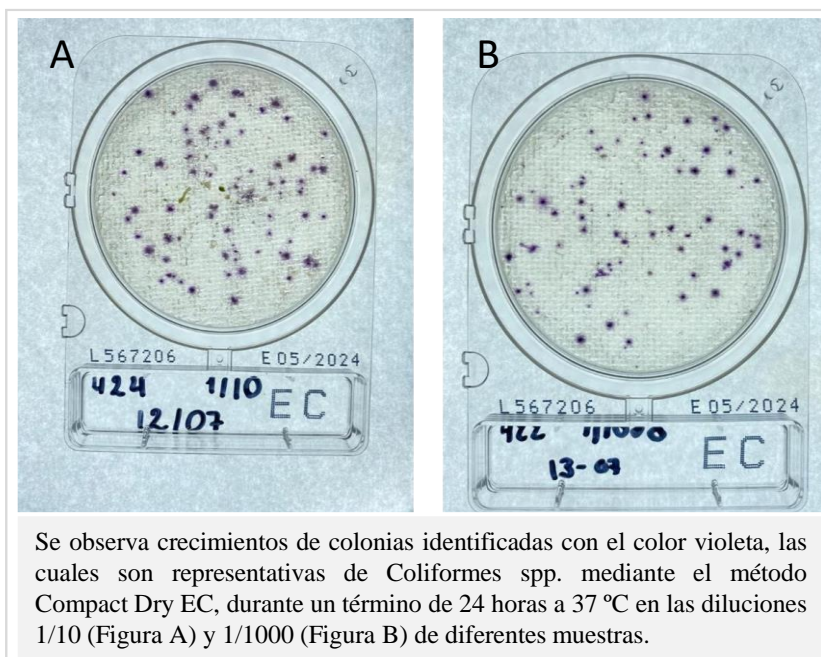 A
B
L567206 E 05/2024
424 1/10
12/07
EC
L567206 E 05/2024
422 1/1000
13-07
EC
Se observa crecimientos de colonias identificadas con el color violeta, las
cuales son representativas de Coliformes spp. mediante el método
Compact Dry EC, durante un término de 24 horas a 37 ºC en las diluciones
1/10 (Figura A) y 1/1000 (Figura B) de diferentes muestras.